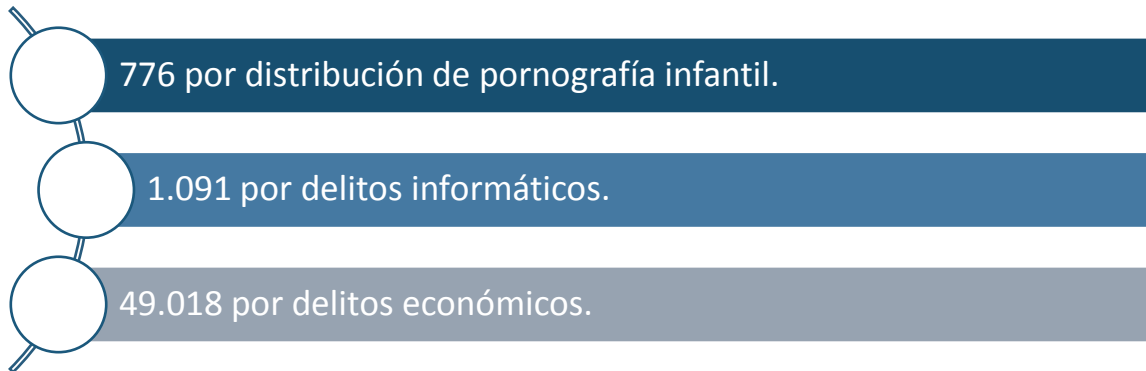 776 por distribución de pornografía infantil.
1.091 por delitos informáticos.
49.018 por delitos económicos.